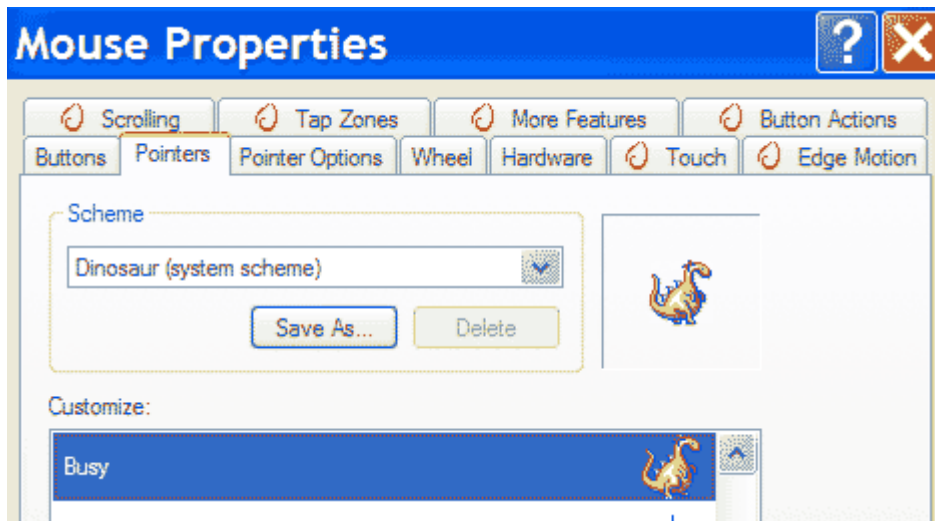 Mouse Properties
Scrolling Tap Zones More Features Button Actions
Buttons Pointers Pointer Options Wheel Hardware Touch Edge Motion
Scheme
Dinosaur (system scheme)
Save As... Delete
Customize:
Busy